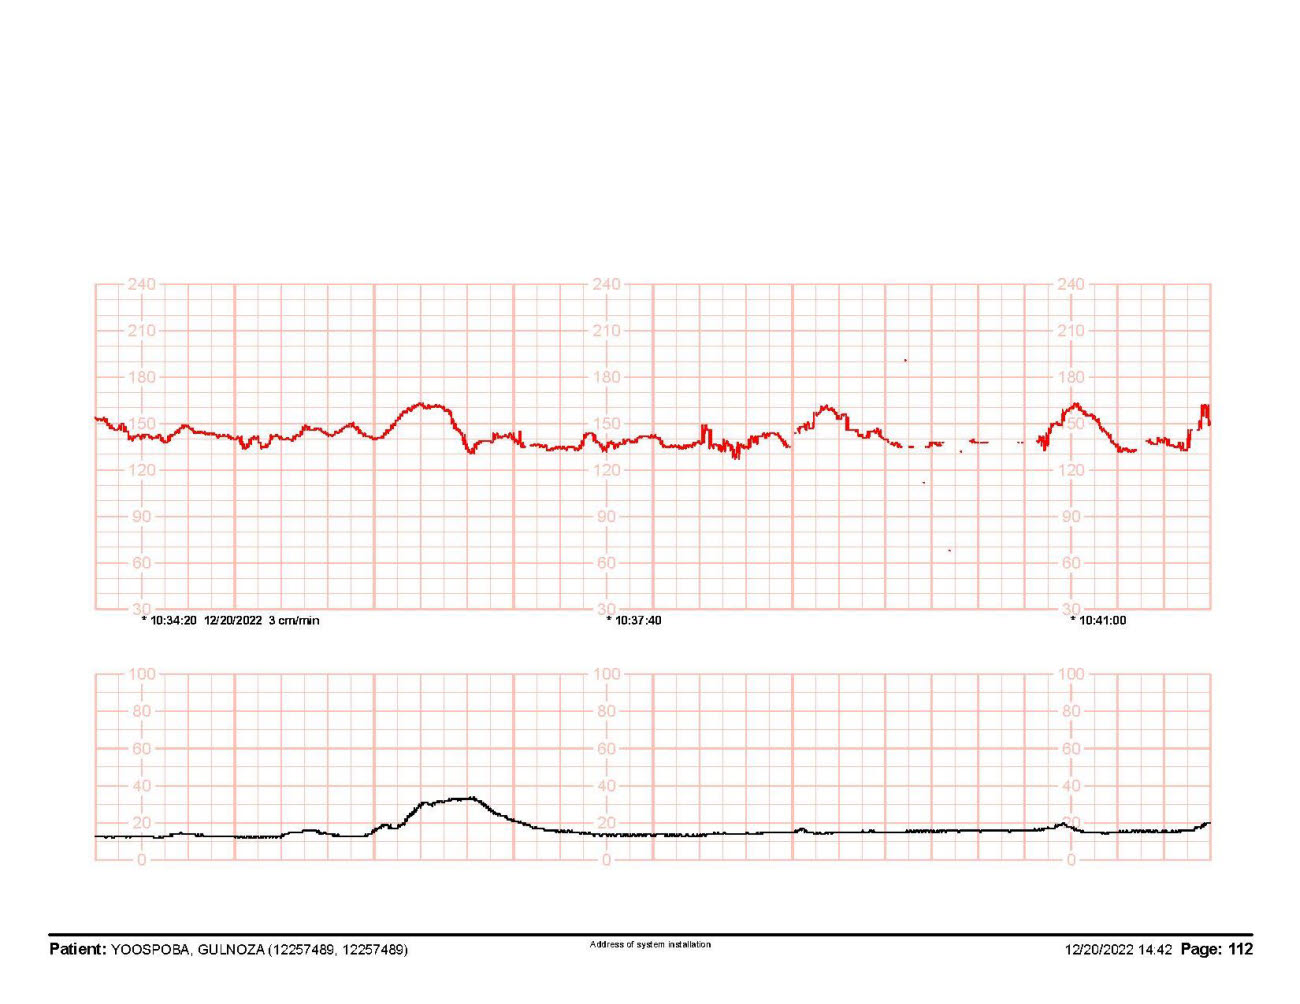 240 240 240
210 210 210
180 180 180
150 150 150
120 120 120
90 90 90
60 60 60
30 30 30
* 10:34:20 12/20/2022 3 cm/min * 10:37:40 * 10:41:00
100 100 100
80 80 80
60 60 60
40 40 40
20 20 20
0 0 0
Patient: YOOSPOBA, GULNOZA (12257489, 12257489) Address of system installation 12/20/2022 14:42 Page: 112